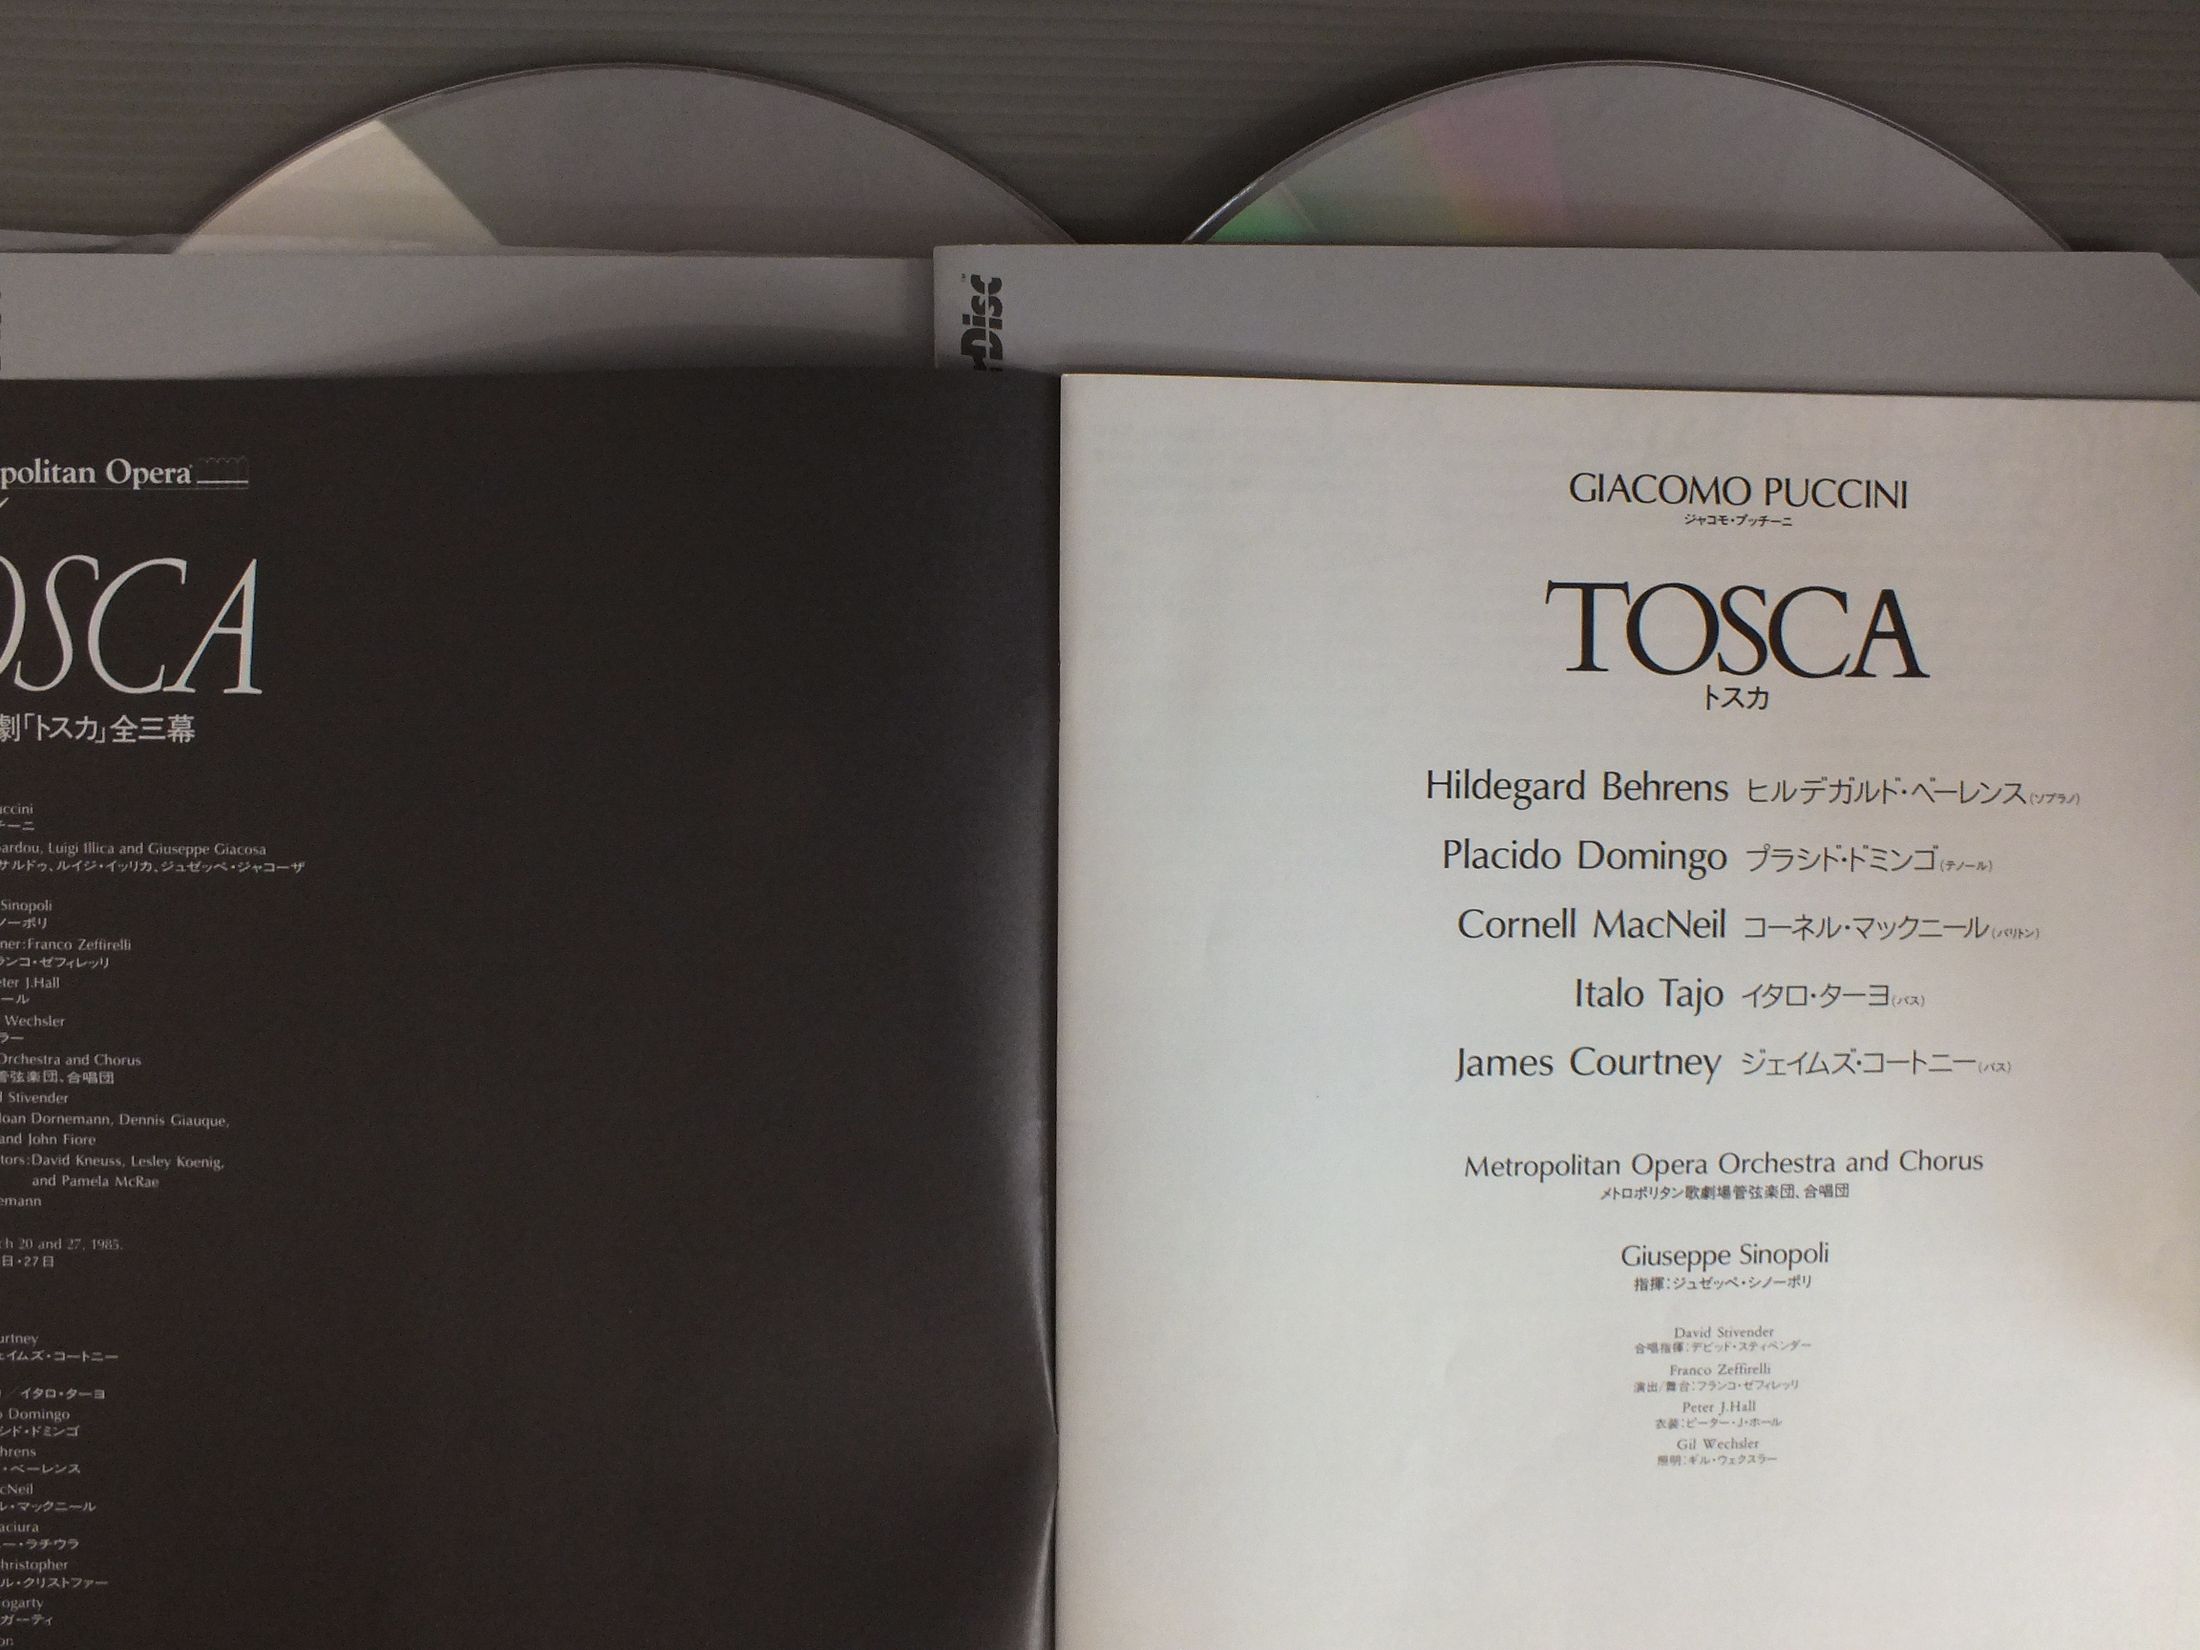 Disc
politan Opera
OSCA
劇「トスカ」全三幕
uccini
チーニ
ardou, Luigi Illica and Giuseppe Giacosa
サルドゥ、ルイジ・イッリカ、ジュゼッペ・ジャコーザ
Sinopoli
ノーポリ
ner:Franco Zeffirelli
ランコ・ゼフィレッリ
eter J.Hall
ール
Wechsler
ラー
Orchestra and Chorus
管弦楽団、合唱団
d Stivender
Joan Dornemann, Dennis Giauque,
and John Fiore
tors:David Kneuss, Lesley Koenig,
and Pamela McRae
emann
ch 20 and 27, 1985.
日・27日
urtney
ェイムズ・コートニー
/イタロ・ターヨ
o Domingo
シド・ドミンゴ
hrens
・ベーレンス
cNeil
ル・マックニール
aciura
ー・ラチウラ
hristopher
ル・クリストファー
ogarty
ガーティ
on
GIACOMO PUCCINI
ジャコモ・プッチーニ
TOSCA
トスカ
Hildegard Behrens ヒルデガルド・ベーレンス(ソプラノ)
Placido Domingo プラシド・ドミンゴ(テノール)
Cornell MacNeil コーネル・マックニール(バリトン)
Italo Tajo イタロ・ターヨ(バス)
James Courtney ジェイムズ・コートニー(バス)
Metropolitan Opera Orchestra and Chorus
メトロポリタン歌劇場管弦楽団、合唱団
Giuseppe Sinopoli
指揮:ジュゼッペ・シノーポリ
David Stivender
合唱指揮:デビッド・スティベンダー
Franco Zeffirelli
演出/舞台:フランコ・ゼフィレッリ
Peter J.Hall
衣装:ピーター・J・ホール
Gil Wechsler
照明:ギル・ウェクスラー